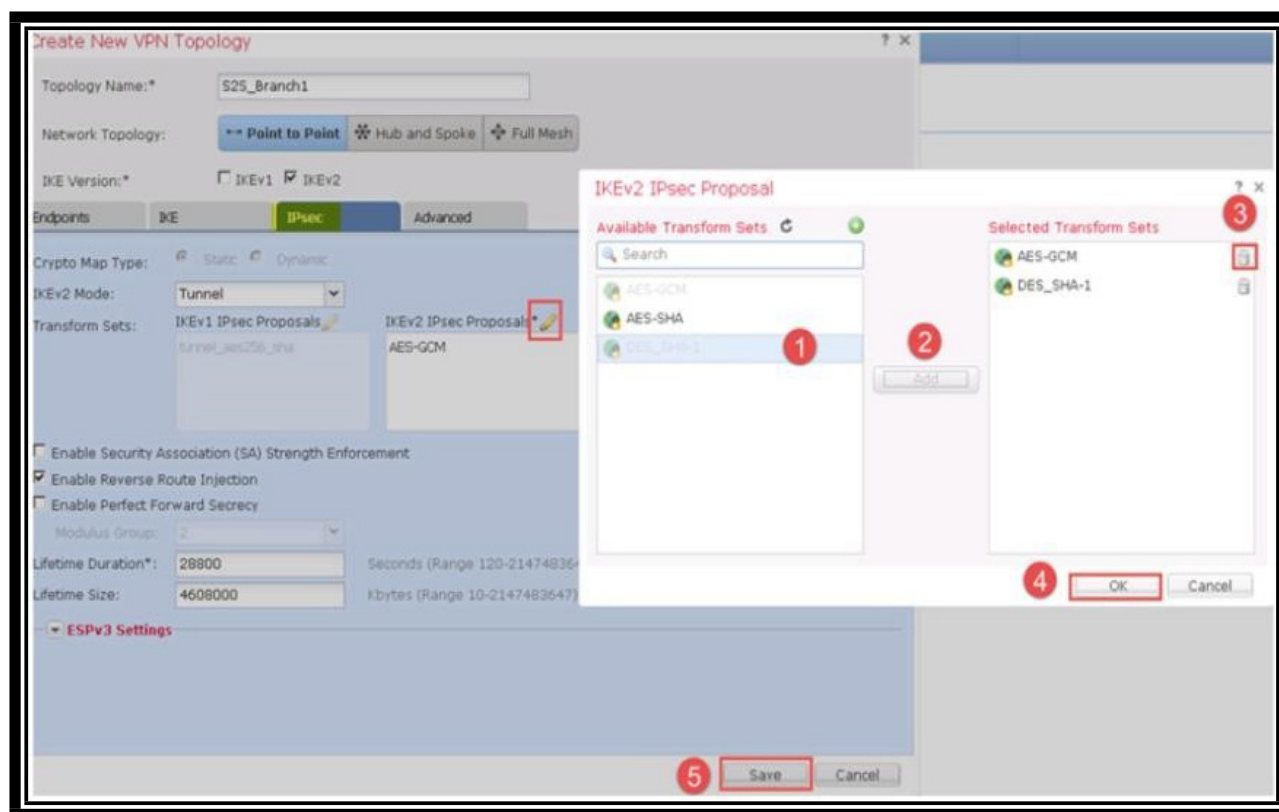 Create New VPN Topology ? ×
Topology Name:* S25_Branch1
Network Topology: Point to Point Hub and Spoke Full Mesh
IKE Version:* IKEv1 IKEv2
Endpoints IKE IPsec Advanced
Crypto Map Type: Static Dynamic
IKEv2 Mode: Tunnel
Transform Sets: IKEv1 IPsec Proposals IKEv2 IPsec Proposals*
tunnel_aes256_sha AES-GCM
Enable Security Association (SA) Strength Enforcement
Enable Reverse Route Injection
Enable Perfect Forward Secrecy
Modulus Group: 2
Lifetime Duration*: 28800 Seconds (Range 120-214748364
Lifetime Size: 4608000 Kbytes (Range 10-2147483647)
ESPv3 Settings
5 Save Cancel
IKEv2 IPsec Proposal ? ×
Available Transform Sets
Search
AES-GCM
AES-SHA
DES_SHA-1
1
2
Add
3
Selected Transform Sets
AES-GCM
DES_SHA-1
4 OK Cancel